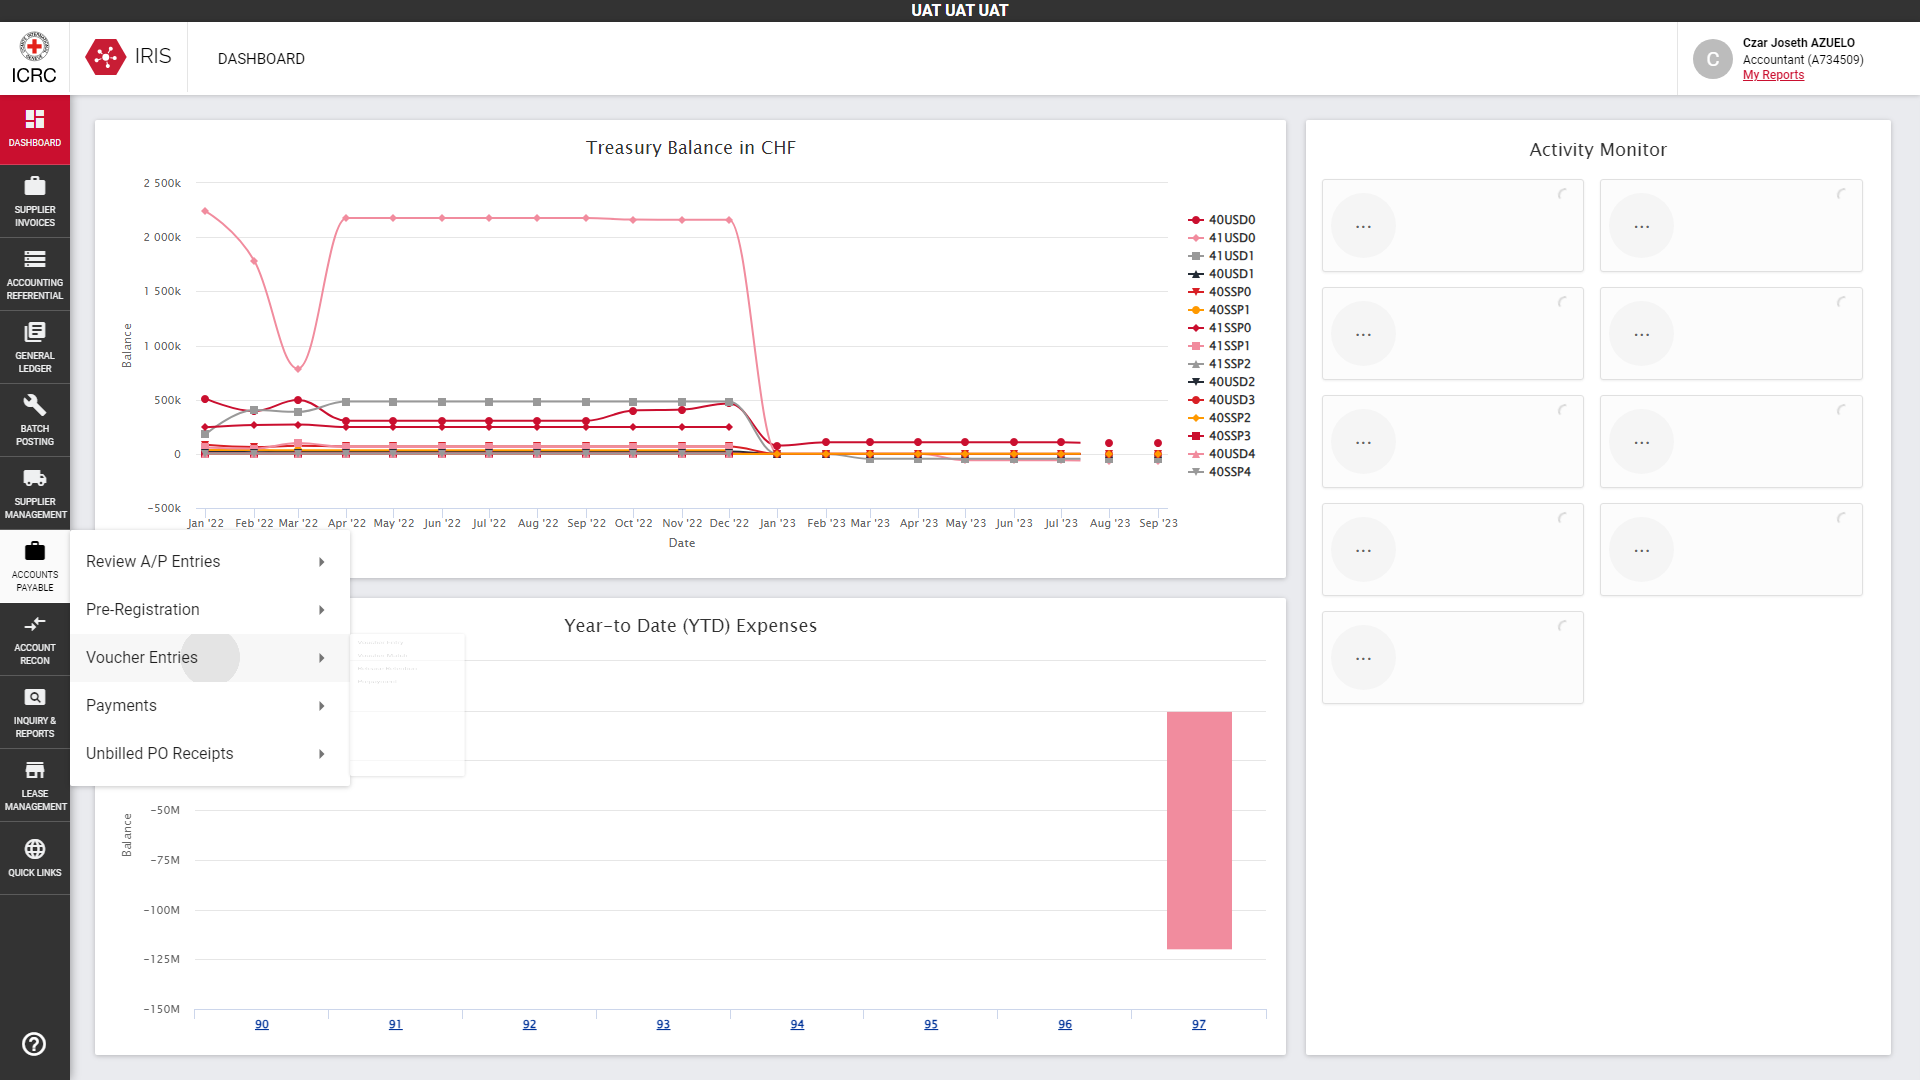 UAT UAT UAT
ICRC
IRIS
DASHBOARD
Czar Joseth AZUELO
Accountant (A734509)
My Reports
C
DASHBOARD
SUPPLIER
INVOICES
ACCOUNTING
REFERENTIAL
GENERAL
LEDGER
BATCH
POSTING
SUPPLIER
MANAGEMENT
ACCOUNTS
PAYABLE
ACCOUNT
RECON
INQUIRY &
REPORTS
LEASE
MANAGEMENT
QUICK LINKS
Treasury Balance in CHF
2 500k
2 000k
1 500k
1 000k
500k
0
−500k
Balance
Jan '22 Feb '22 Mar '22 Apr '22 May '22 Jun '22 Jul '22 Aug '22 Sep '22 Oct '22 Nov '22 Dec '22 Jan '23 Feb '23 Mar '23 Apr '23 May '23 Jun '23 Jul '23 Aug '23 Sep '23
Date
40USD0
41USD0
41USD1
40USD1
40SSP0
40SSP1
41SSP0
41SSP1
41SSP2
40USD2
40USD3
40SSP2
40SSP3
40USD4
40SSP4
Review A/P Entries
Pre-Registration
Voucher Entries
Payments
Unbilled PO Receipts
Year−to Date (YTD) Expenses
Balance
−50M
−75M
−100M
−125M
−150M
90 91 92 93 94 95 96 97
Activity Monitor
... ...
... ...
... ...
... ...
...